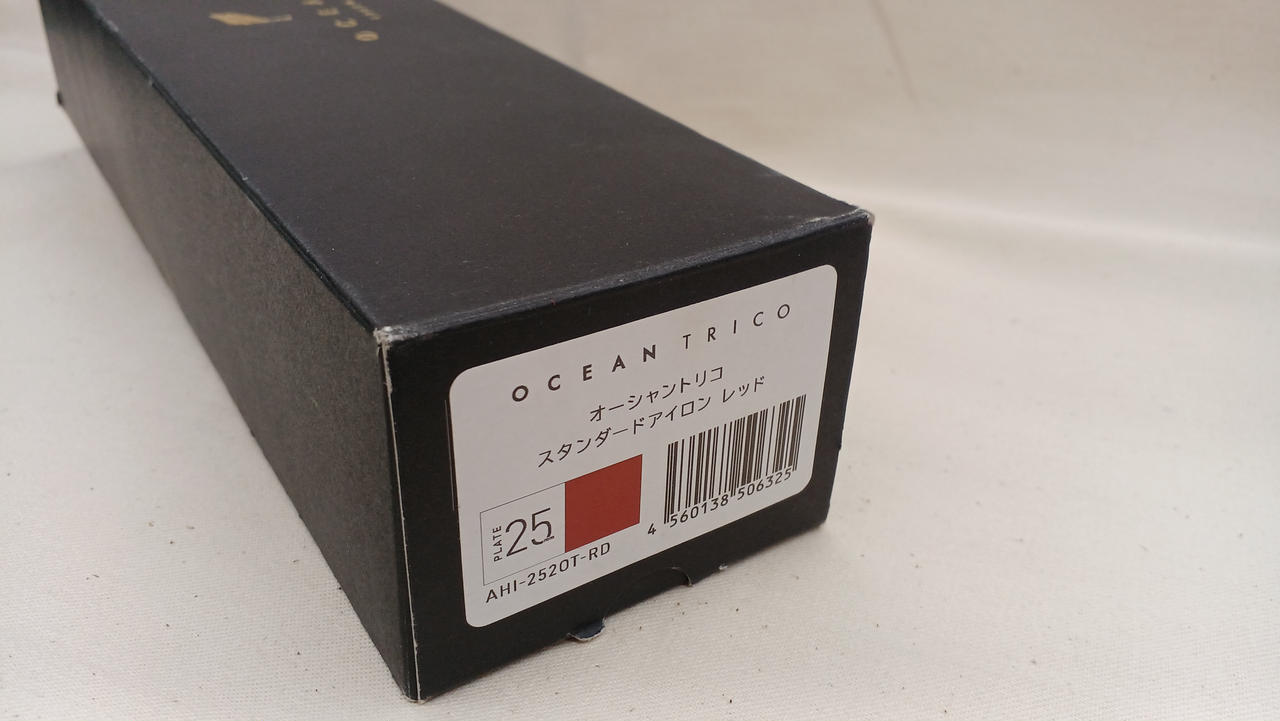 OCEAN TRICO
オーシャントリコ
スタンダードアイロン レッド
PLATE 25
4 560138 506325
AHI-2520T-RD
OCE